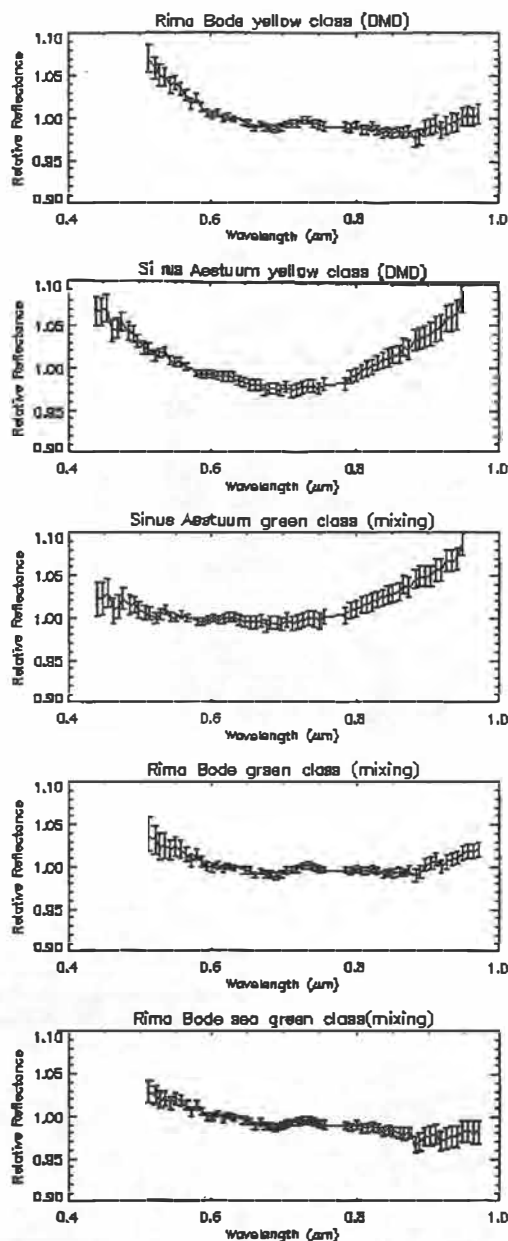 Rima Bode yellow class (DMD)
1.10
1.05
1.00
0.95
0.90
Relative Reflectance
0.4 0.6 0.8 1.0
Wavelength (μm)
Sinus Aestuum yellow class (DMD)
1.10
1.05
1.00
0.95
0.90
Relative Reflectance
0.4 0.6 0.8 1.0
Wavelength (μm)
Sinus Aestuum green class (mixing)
1.10
1.05
1.00
0.95
0.90
Relative Reflectance
0.4 0.6 0.8 1.0
Wavelength (μm)
Rima Bode green class (mixing)
1.10
1.05
1.00
0.95
0.90
Relative Reflectance
0.4 0.6 0.8 1.0
Wavelength (μm)
Rima Bode sea green class(mixing)
1.10
1.05
1.00
0.95
0.90
Relative Reflectance
0.4 0.6 0.8 1.0
Wavelength (μm)